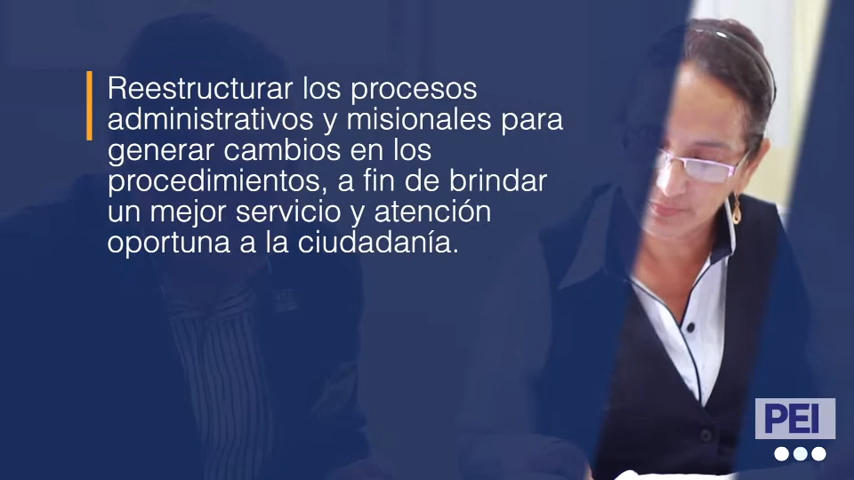 Reestructurar los procesos
administrativos y misionales para
generar cambios en los
procedimientos, a fin de brindar
un mejor servicio y atención
oportuna a la ciudadanía.
PEI